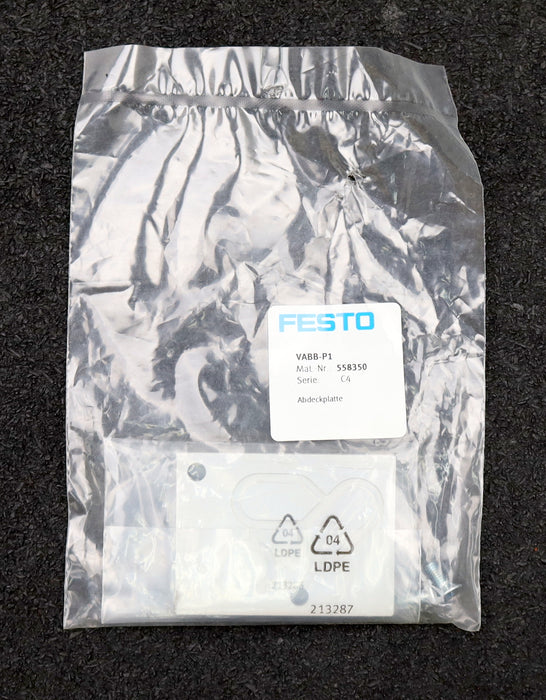 FESTO
VABB-P1
Mat.-Nr.: 558350
Serie: C4
Abdeckplatte
04
LDPE
04
LDPE
213287